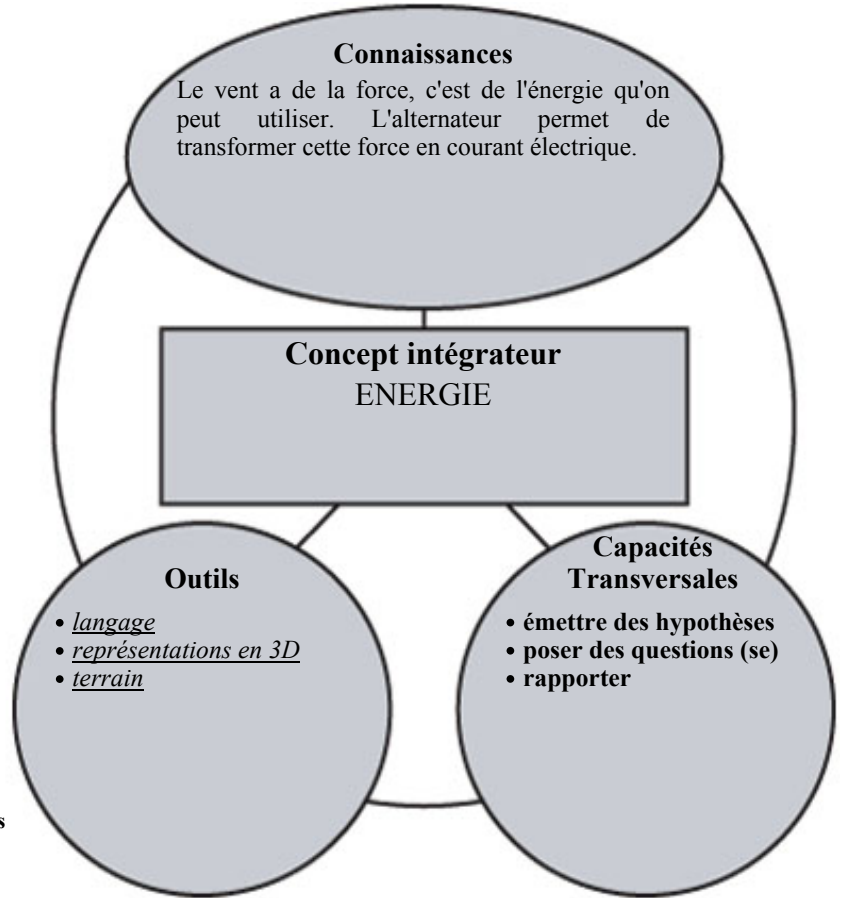 Connaissances
Le vent a de la force, c'est de l'énergie qu'on
peut utiliser. L'alternateur permet de
transformer cette force en courant électrique.
Concept intégrateur
ENERGIE
Outils
• langage
• représentations en 3D
• terrain
Capacités
Transversales
• émettre des hypothèses
• poser des questions (se)
• rapporter
s